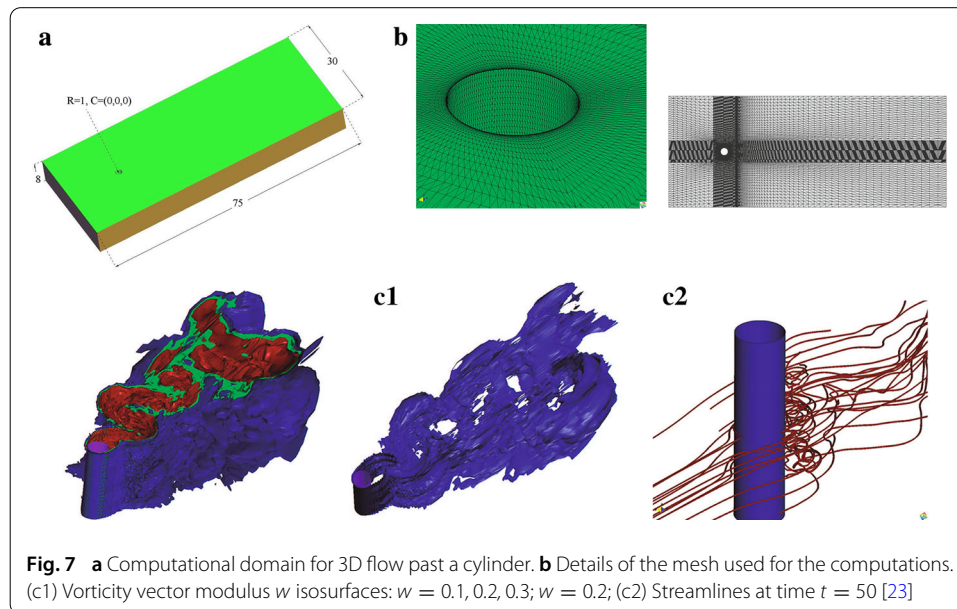 a
b
30
R=1, C=(0,0,0)
8
75
c1
c2
Fig. 7 a Computational domain for 3D flow past a cylinder. b Details of the mesh used for the computations.
(c1) Vorticity vector modulus w isosurfaces: w = 0.1, 0.2, 0.3; w = 0.2; (c2) Streamlines at time t = 50 [23]